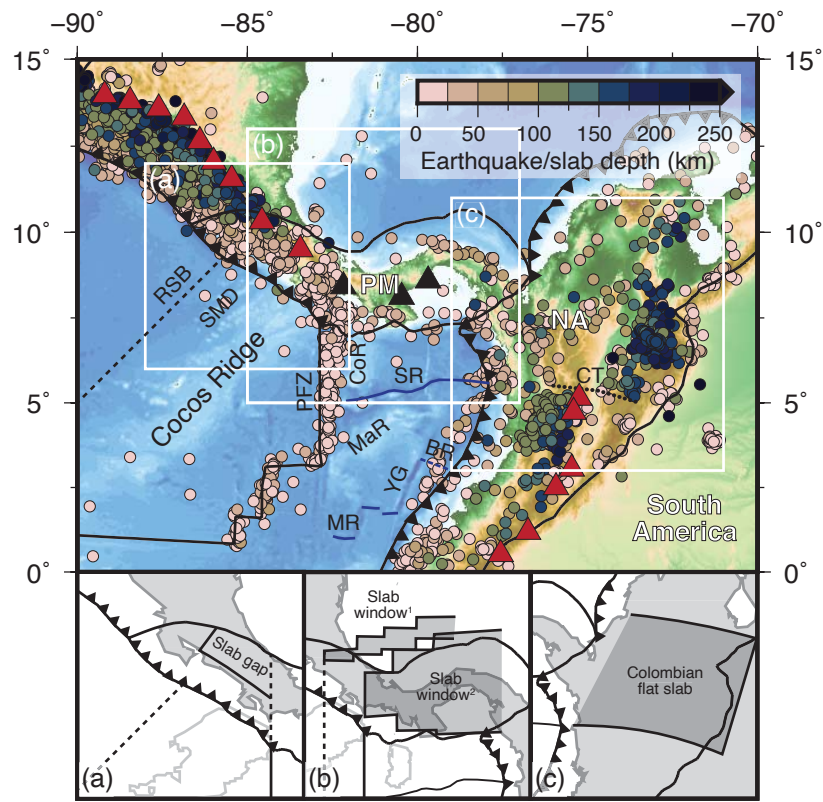 −90˚ −85˚ −80˚ −75˚ −70˚
15˚ 15˚
0 50 100 150 200 250
Earthquake/slab depth (km)
(b)
(a)
(c)
10˚ 10˚
RSB
SMD
PM
NA
Cocos Ridge
PFZ
CoR
SR
CT
5˚ 5˚
MaR
BR
YG
MR
South
America
0˚ 0˚
Slab gap
(a)
Slab
window¹
Slab
window²
(b)
Colombian
flat slab
(c)